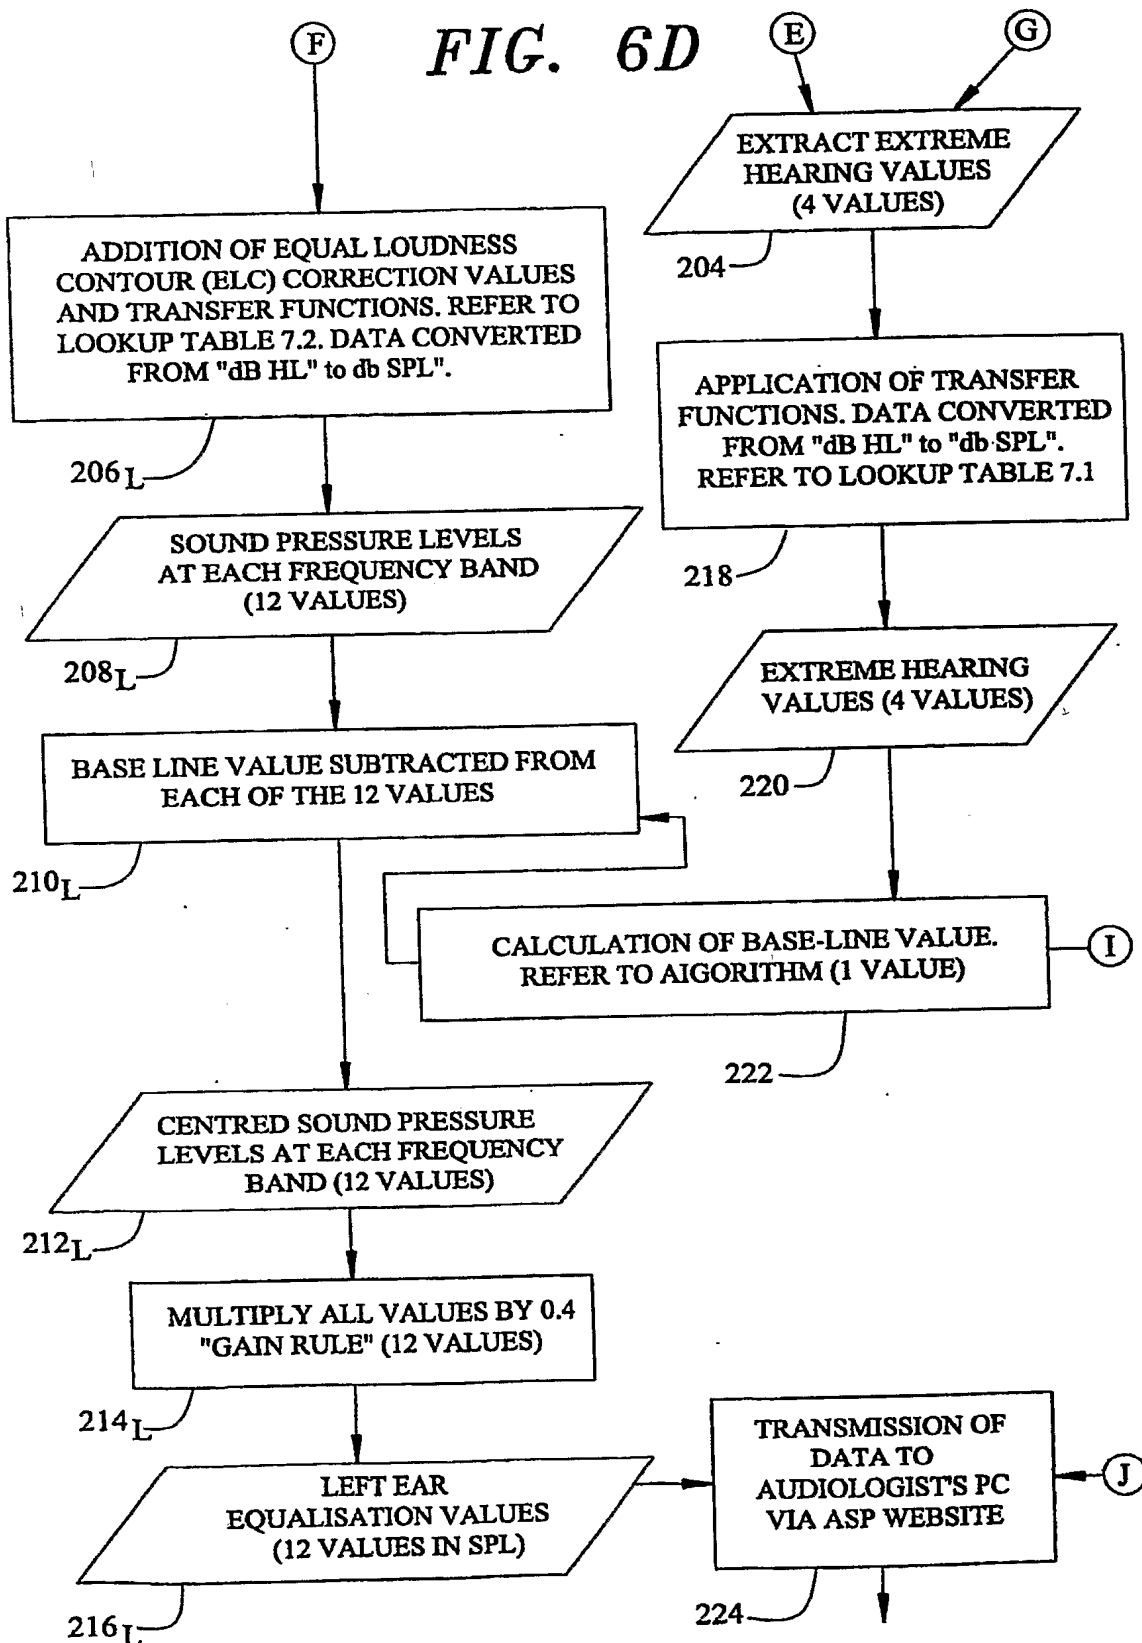 F
FIG. 6D
E
G
EXTRACT EXTREME
HEARING VALUES
(4 VALUES)
204
ADDITION OF EQUAL LOUDNESS
CONTOUR (ELC) CORRECTION VALUES
AND TRANSFER FUNCTIONS. REFER TO
LOOKUP TABLE 7.2. DATA CONVERTED
FROM "dB HL" to db SPL".
206L
APPLICATION OF TRANSFER
FUNCTIONS. DATA CONVERTED
FROM "dB HL" to "db SPL".
REFER TO LOOKUP TABLE 7.1
218
SOUND PRESSURE LEVELS
AT EACH FREQUENCY BAND
(12 VALUES)
208L
EXTREME HEARING
VALUES (4 VALUES)
220
BASE LINE VALUE SUBTRACTED FROM
EACH OF THE 12 VALUES
210L
CALCULATION OF BASE-LINE VALUE.
REFER TO AIGORITHM (1 VALUE)
I
222
CENTRED SOUND PRESSURE
LEVELS AT EACH FREQUENCY
BAND (12 VALUES)
212L
MULTIPLY ALL VALUES BY 0.4
"GAIN RULE" (12 VALUES)
214L
LEFT EAR
EQUALISATION VALUES
(12 VALUES IN SPL)
216L
TRANSMISSION OF
DATA TO
AUDIOLOGIST'S PC
VIA ASP WEBSITE
J
224